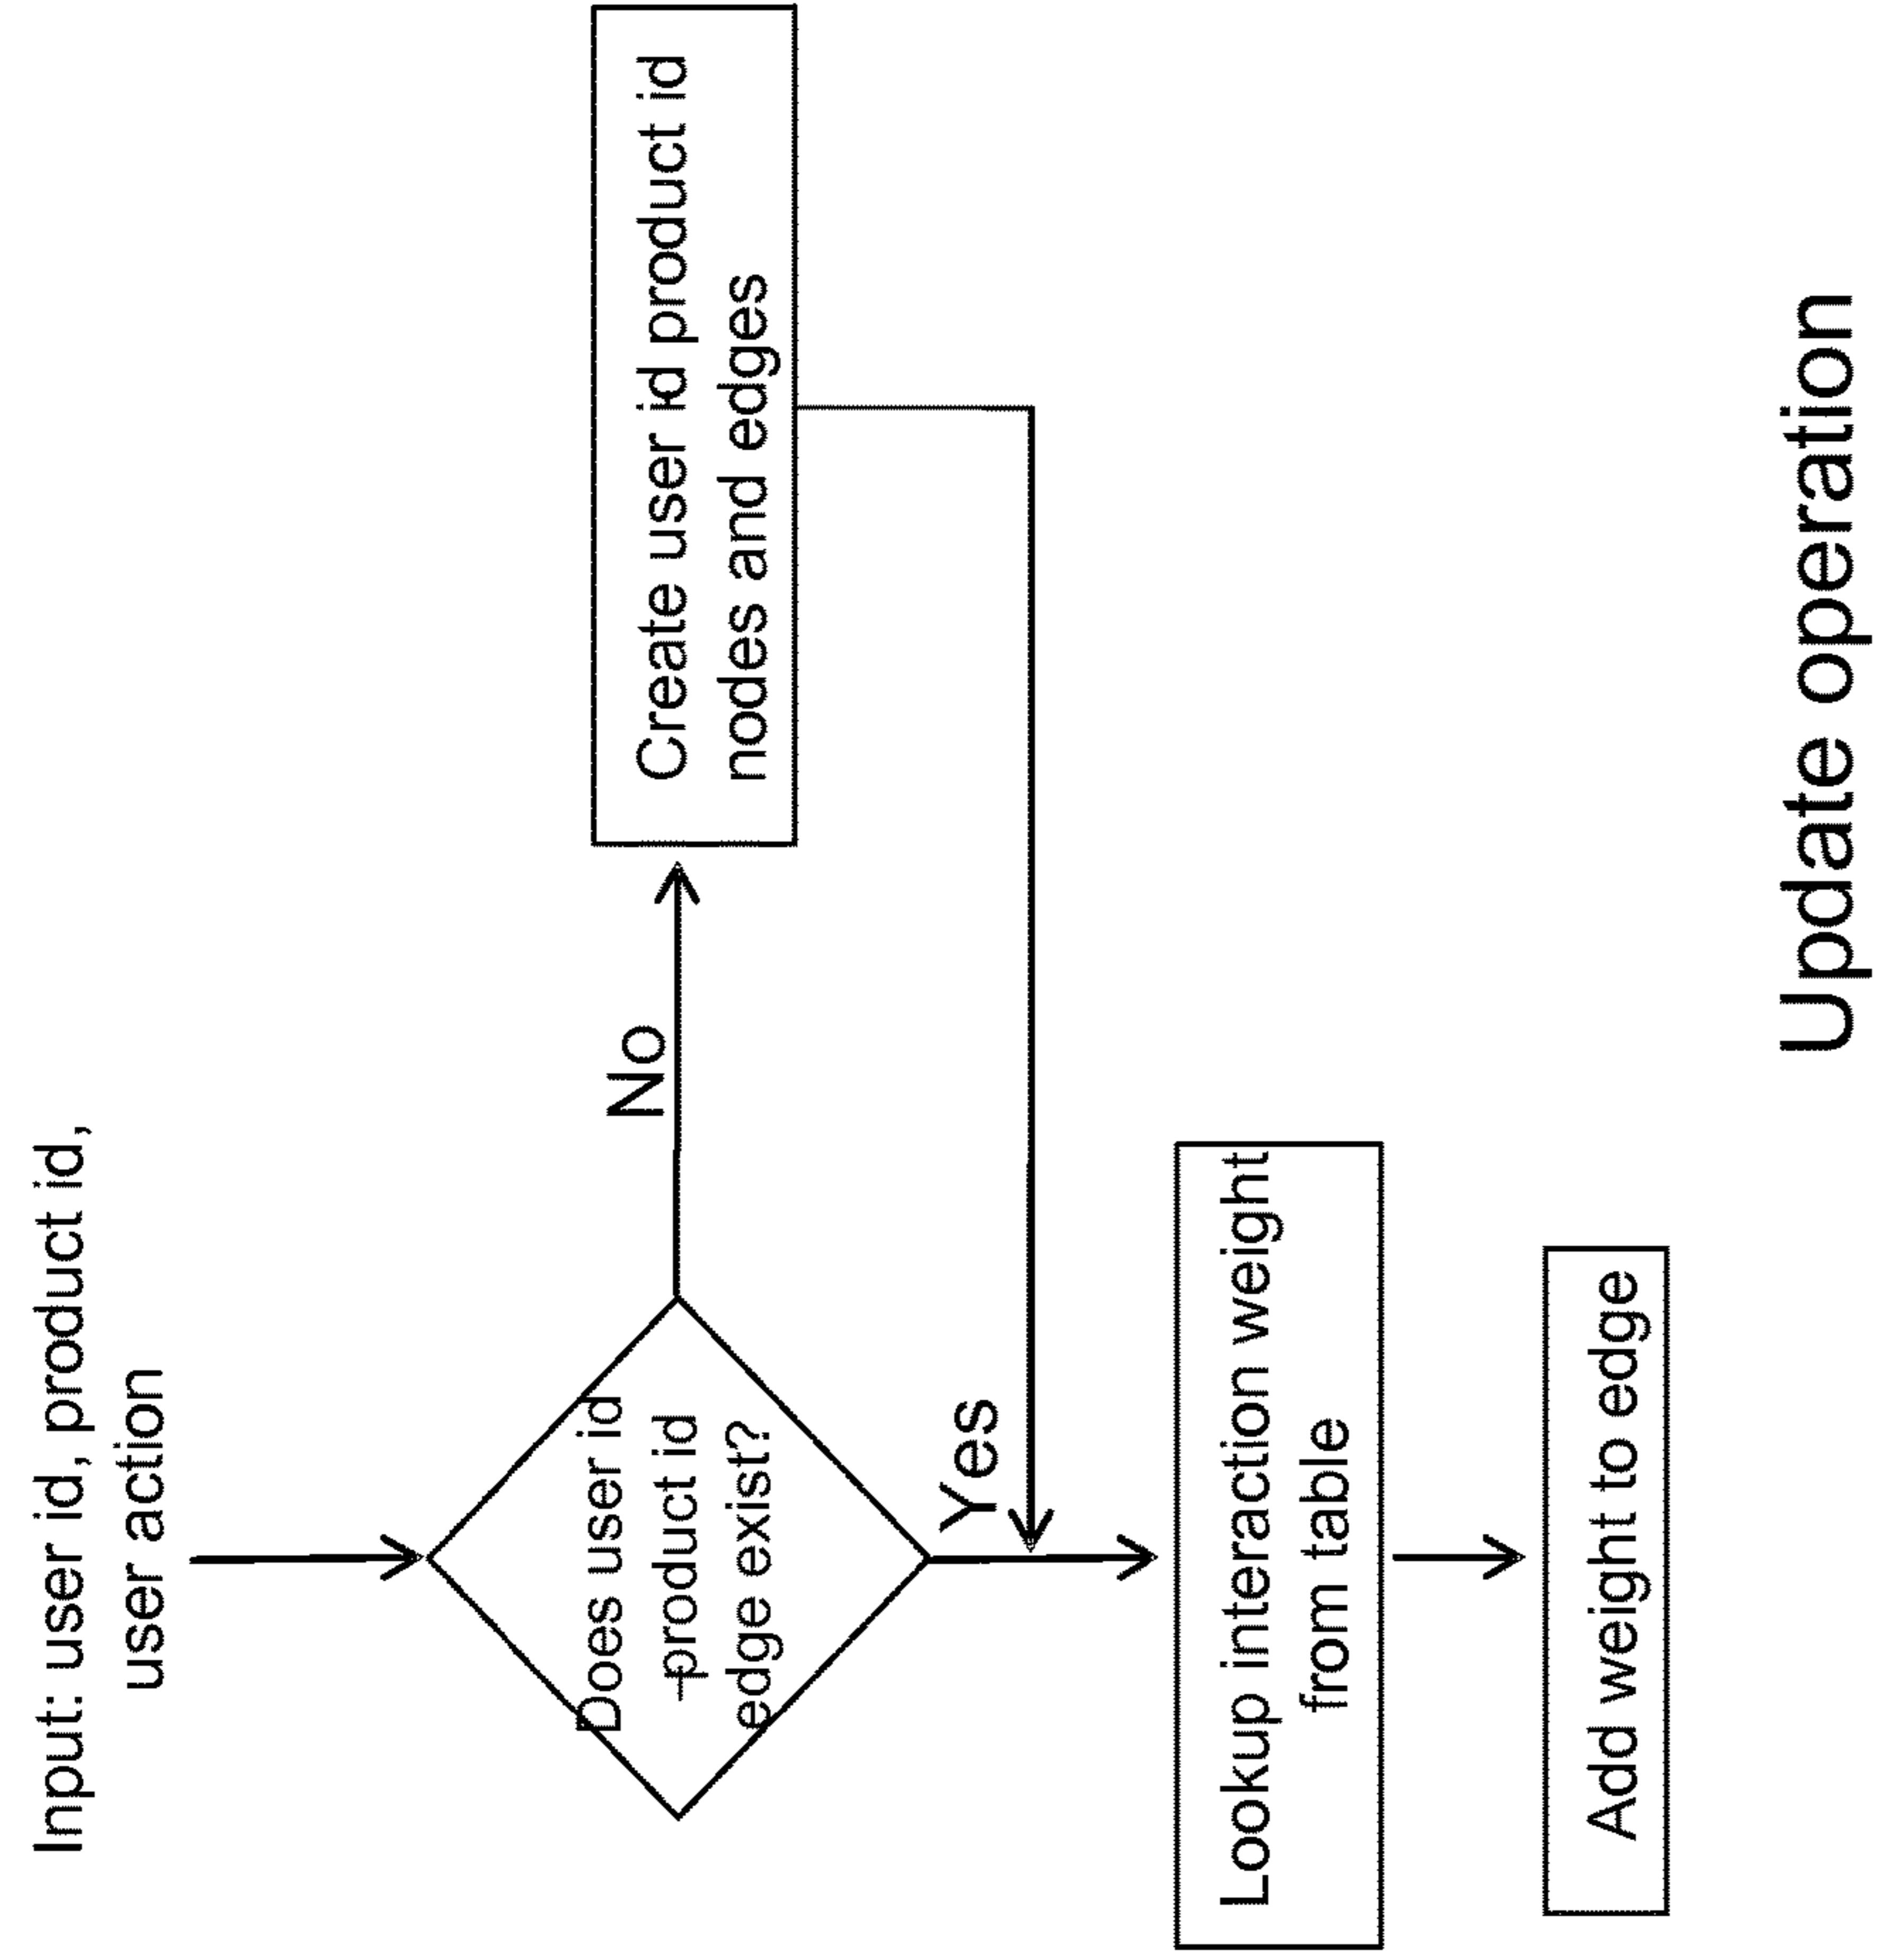 Input: user id, product id,
user action
Does user id
–product id
edge exist?
No
Create user id product id
nodes and edges
Yes
Lookup interaction weight
from table
Add weight to edge
Update operation